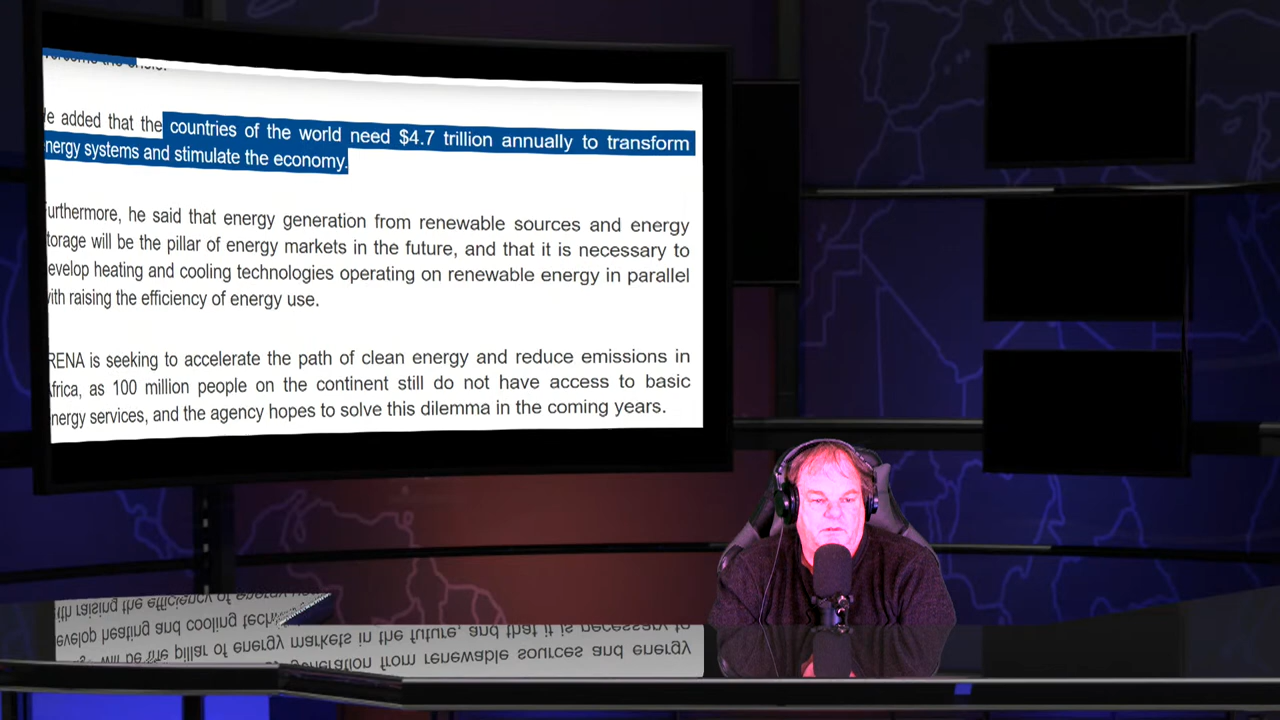 e added that the countries of the world need $4.7 trillion annually to transform
nergy systems and stimulate the economy.
urthermore, he said that energy generation from renewable sources and energy
torage will be the pillar of energy markets in the future, and that it is necessary to
evelop heating and cooling technologies operating on renewable energy in parallel
ith raising the efficiency of energy use.
RENA is seeking to accelerate the path of clean energy and reduce emissions in
frica, as 100 million people on the continent still do not have access to basic
nergy services, and the agency hopes to solve this dilemma in the coming years.